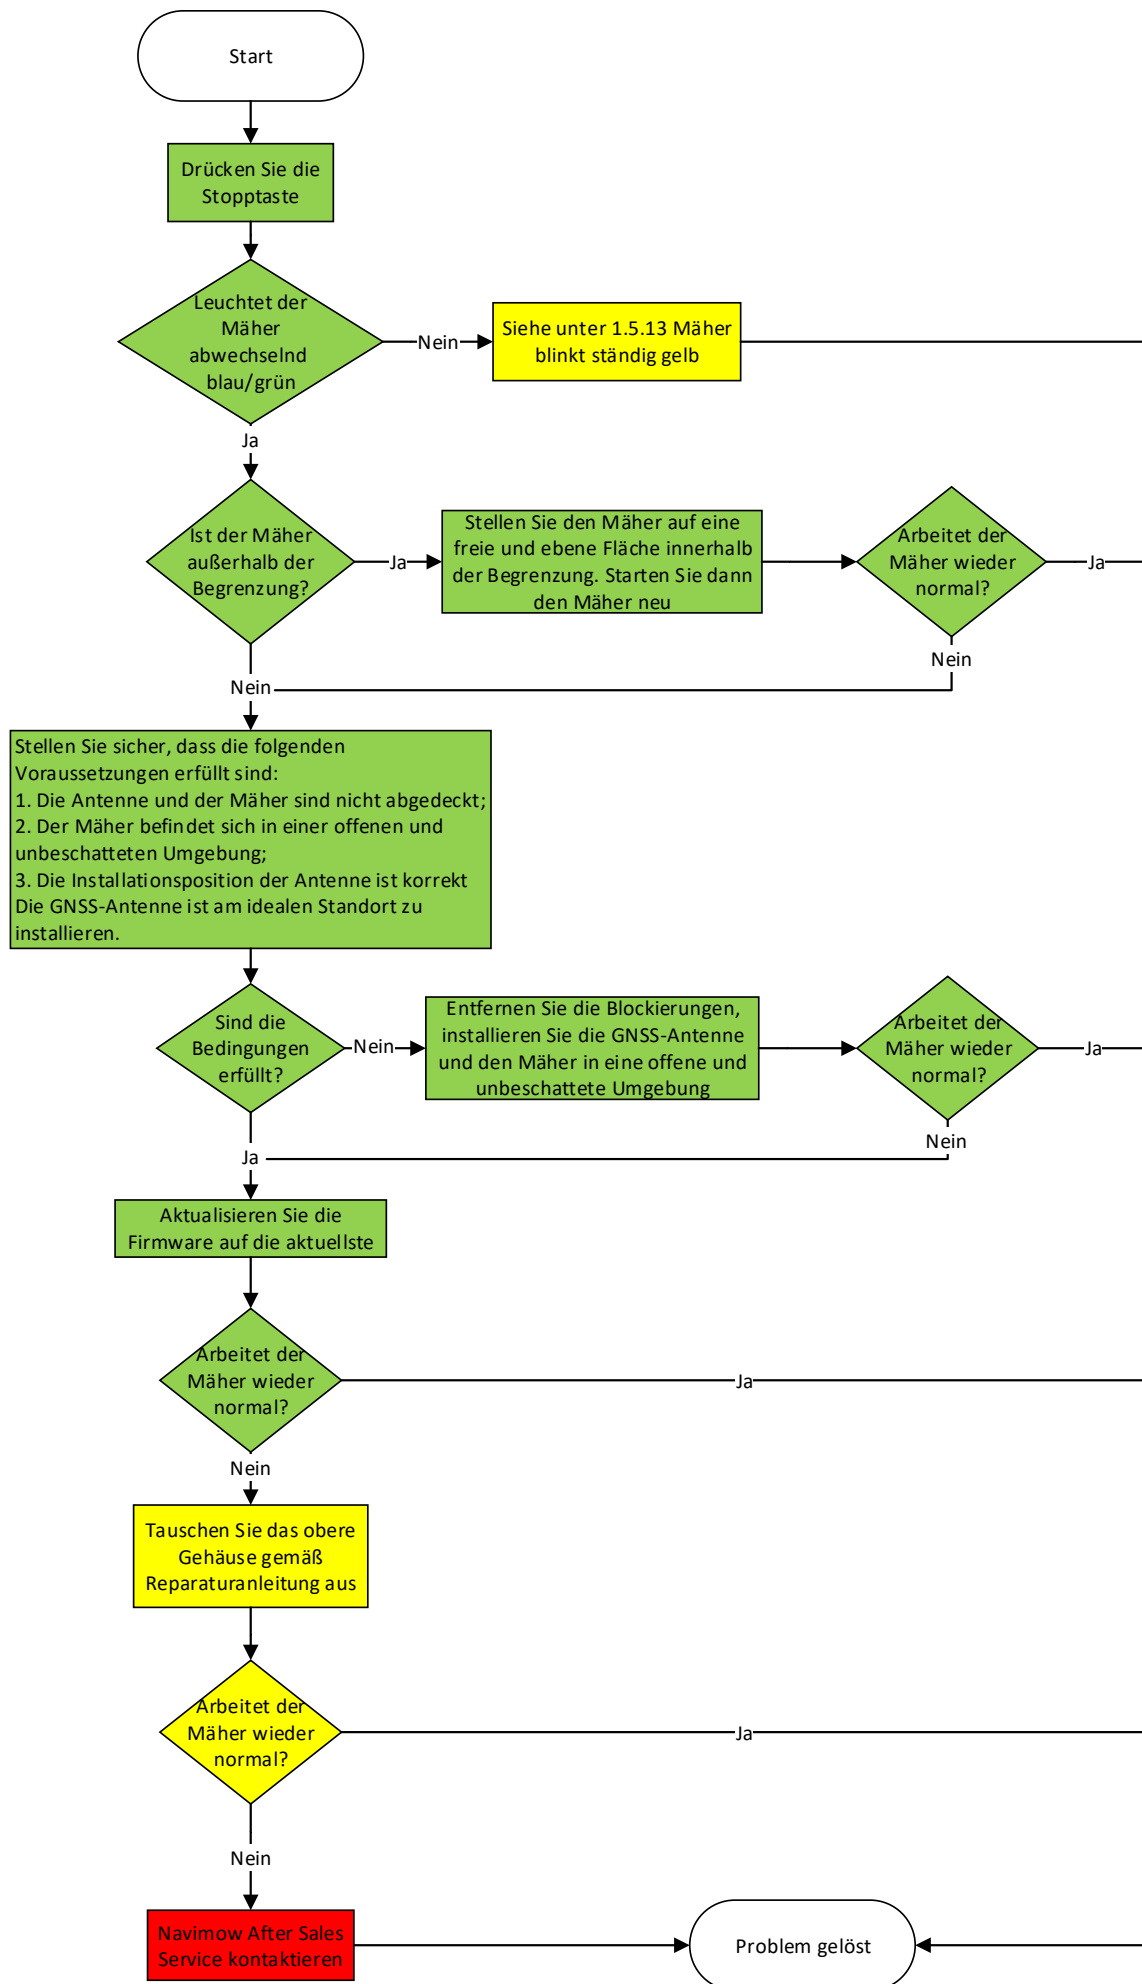 Start
Drücken Sie die
Stopptaste
Leuchtet der
Mäher
abwechselnd
blau/grün
Nein
Siehe unter 1.5.13 Mäher
blinkt ständig gelb
Ja
Ist der Mäher
außerhalb der
Begrenzung?
Ja
Stellen Sie den Mäher auf eine
freie und ebene Fläche innerhalb
der Begrenzung. Starten Sie dann
den Mäher neu
Arbeitet der
Mäher wieder
normal?
Ja
Nein
Nein
Stellen Sie sicher, dass die folgenden
Voraussetzungen erfüllt sind:
1. Die Antenne und der Mäher sind nicht abgedeckt;
2. Der Mäher befindet sich in einer offenen und
unbeschatteten Umgebung;
3. Die Installationsposition der Antenne ist korrekt
Die GNSS-Antenne ist am idealen Standort zu
installieren.
Sind die
Bedingungen
erfüllt?
Nein
Entfernen Sie die Blockierungen,
installieren Sie die GNSS-Antenne
und den Mäher in eine offene und
unbeschattete Umgebung
Arbeitet der
Mäher wieder
normal?
Ja
Nein
Ja
Aktualisieren Sie die
Firmware auf die aktuellste
Arbeitet der
Mäher wieder
normal?
Ja
Nein
Tauschen Sie das obere
Gehäuse gemäß
Reparaturanleitung aus
Arbeitet der
Mäher wieder
normal?
Ja
Nein
Navimow After Sales
Service kontaktieren
Problem gelöst